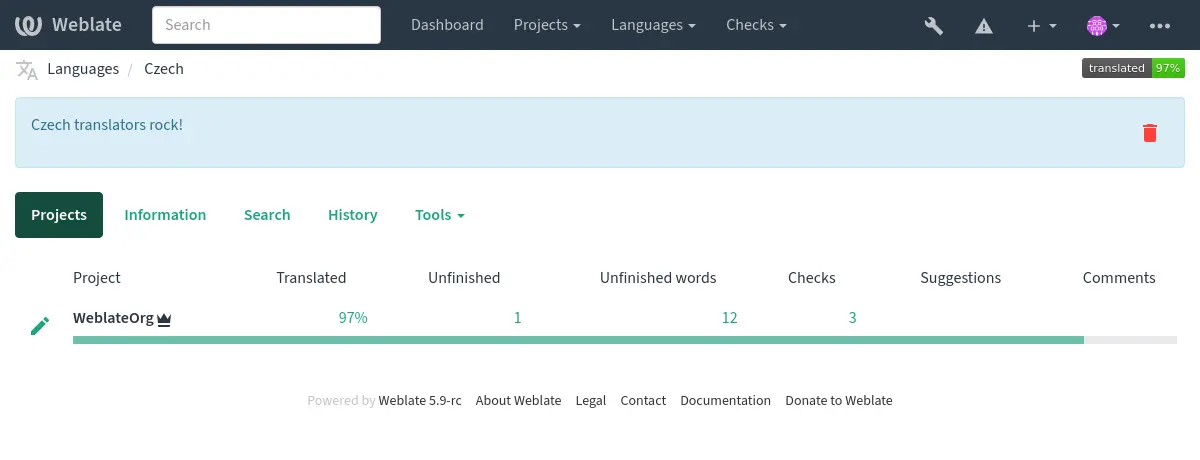 Weblate Search Dashboard Projects Languages Checks
Languages / Czech translated 97%
Czech translators rock!
Projects Information Search History Tools
Project Translated Unfinished Unfinished words Checks Suggestions Comments
WeblateOrg 97% 1 12 3
Powered by Weblate 5.9-rc About Weblate Legal Contact Documentation Donate to Weblate